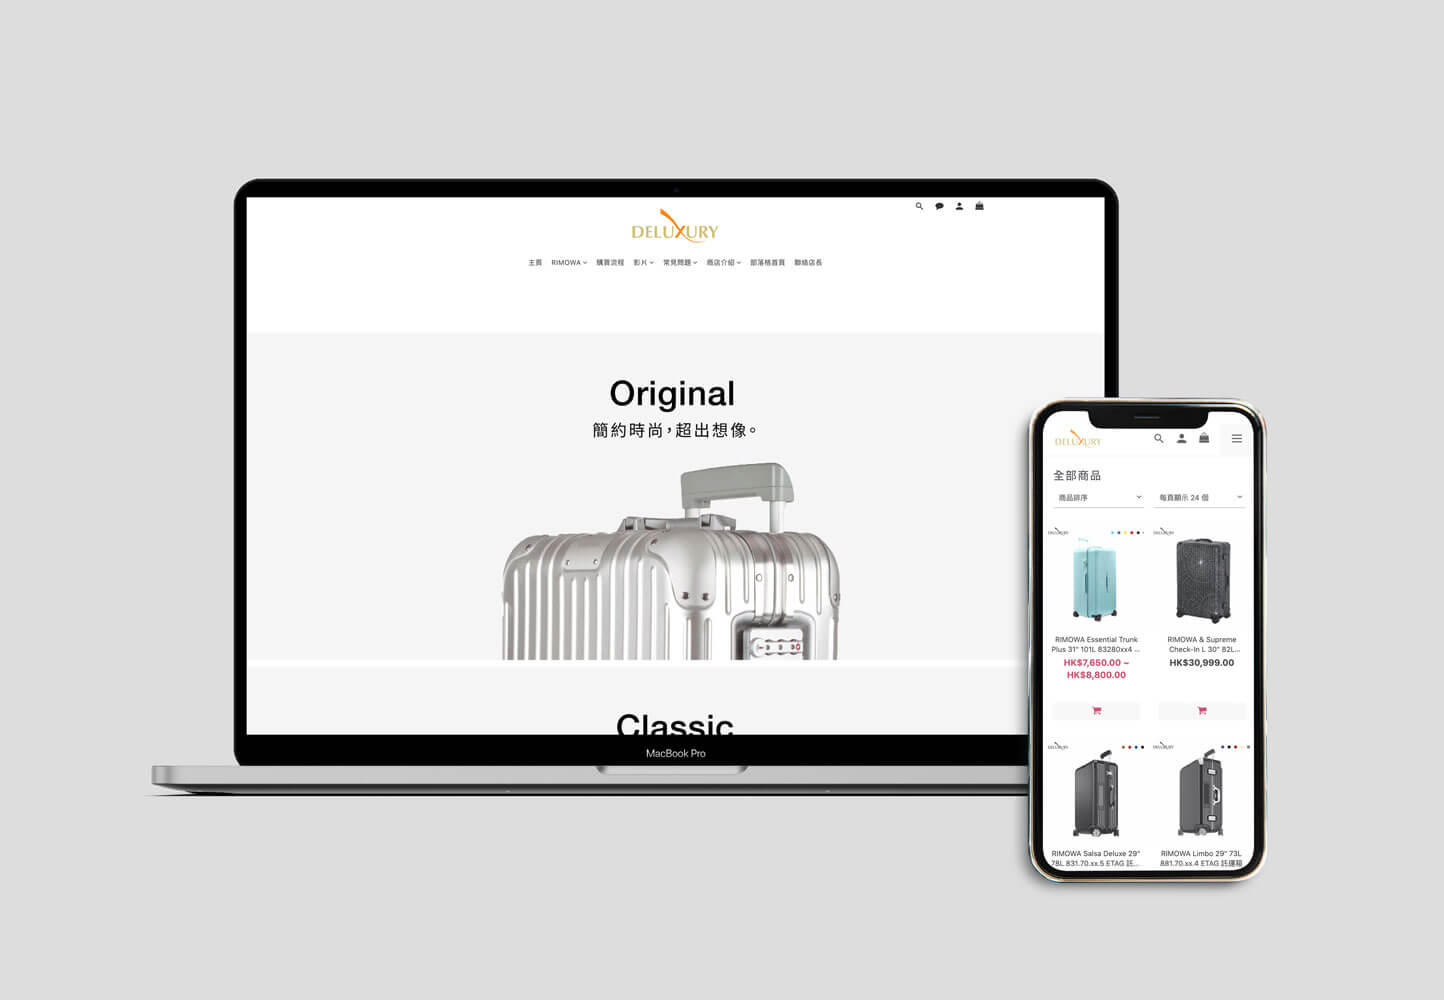 DELUXURY
主頁 RIMOWA 購買流程 影片 常見問題 商店介紹 部落格首頁 聯絡店長
Original
簡約時尚，超出想像。
Classic
MacBook Pro
DELUXURY
全部商品
商品排序 每頁顯示 24 個
DELUXURY DELUXURY
RIMOWA Essential Trunk
Plus 31" 101L 83280xx4 ...
HK$7,650.00 ~
HK$8,800.00
RIMOWA & Supreme
Check-In L 30" 82L...
HK$30,999.00
DELUXURY DELUXURY
RIMOWA Salsa Deluxe 29"
78L 831.70.xx.5 ETAG 託...
RIMOWA Limbo 29" 73L
881.70.xx.4 ETAG 託運箱